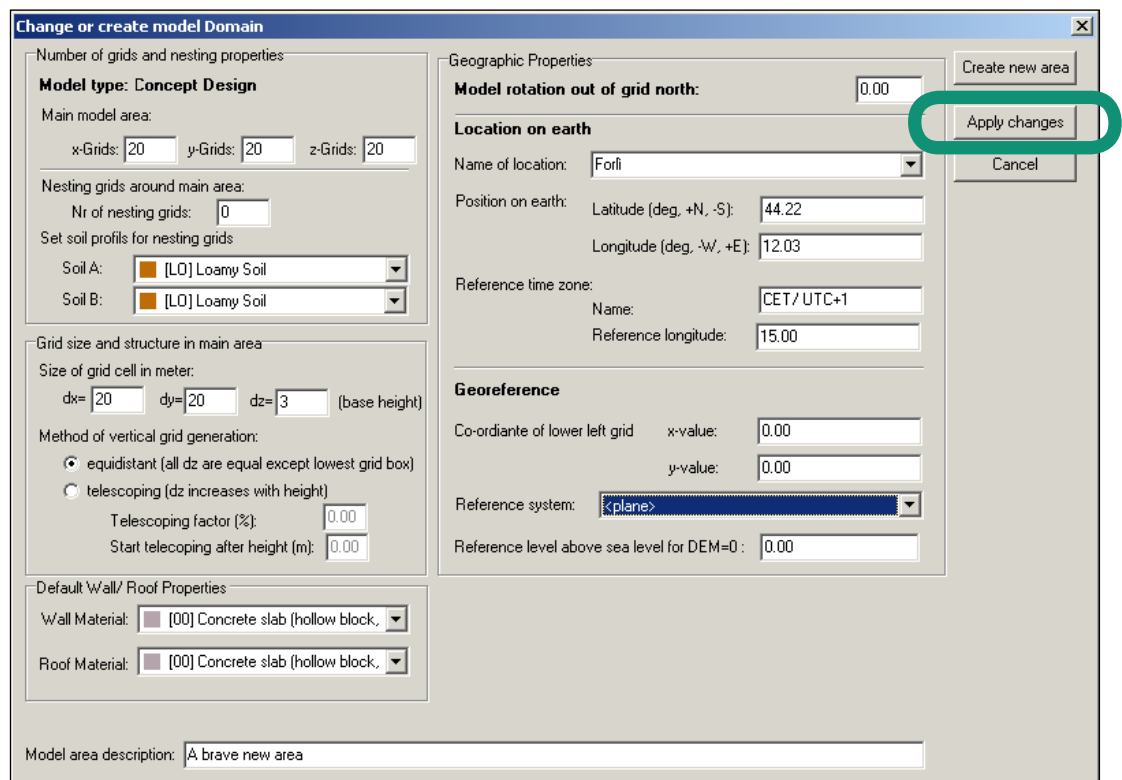 Change or create model Domain
Number of grids and nesting properties
Model type: Concept Design
Main model area:
x-Grids: 20 y-Grids: 20 z-Grids: 20
Nesting grids around main area:
Nr of nesting grids: 0
Set soil profils for nesting grids
Soil A: [LO] Loamy Soil
Soil B: [LO] Loamy Soil
Grid size and structure in main area
Size of grid cell in meter:
dx= 20 dy= 20 dz= 3 (base height)
Method of vertical grid generation:
equidistant (all dz are equal except lowest grid box)
telescoping (dz increases with height)
Telescoping factor (%): 0.00
Start telecoping after height (m): 0.00
Default Wall/ Roof Properties
Wall Material: [00] Concrete slab (hollow block,
Roof Material: [00] Concrete slab (hollow block,
Geographic Properties
Model rotation out of grid north: 0.00
Location on earth
Name of location: Forlì
Position on earth: Latitude (deg, +N, -S): 44.22
Longitude (deg, -W, +E): 12.03
Reference time zone:
Name: CET/ UTC+1
Reference longitude: 15.00
Georeference
Co-ordiante of lower left grid x-value: 0.00
y-value: 0.00
Reference system: <plane>
Reference level above sea level for DEM=0 : 0.00
Create new area
Apply changes
Cancel
Model area description: A brave new area